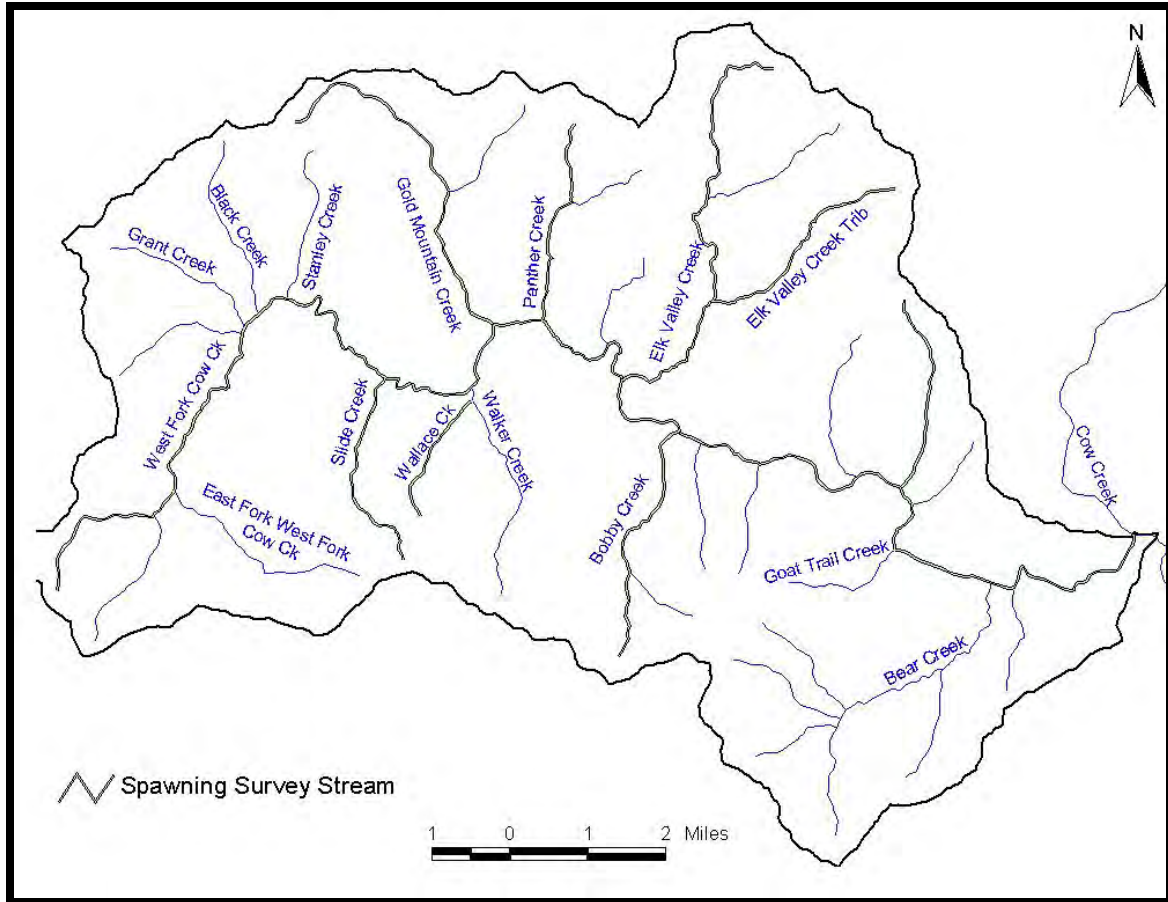 N
Black Creek
Grant Creek
Stanley Creek
Gold Mountain Creek
Panther Creek
Elk Valley Creek
Elk Valley Creek Trib
West Fork Cow Ck
Slide Creek
Wallace Ck
Walker Creek
East Fork West Fork
Cow Ck
Bobby Creek
Goat Trail Creek
Cow Creek
Bear Creek
Spawning Survey Stream
1 0 1 2 Miles